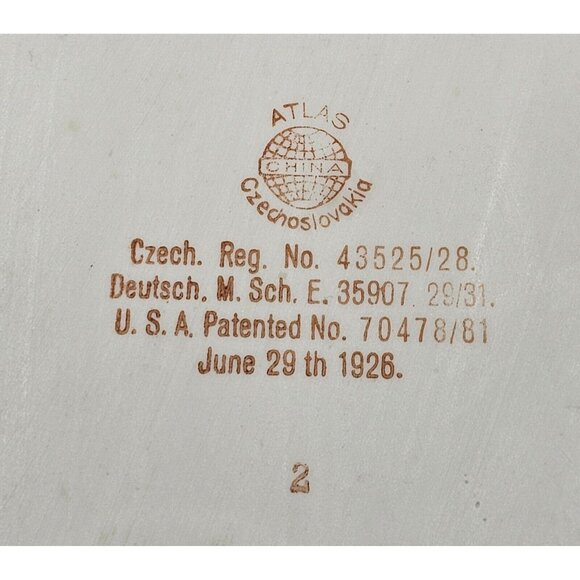 ATLAS
CHINA
Czechoslovakia
Czech. Reg. No. 43525/28.
Deutsch. M. Sch. E. 35907 29/31.
U. S. A. Patented No. 70478/81
June 29 th 1926.
2